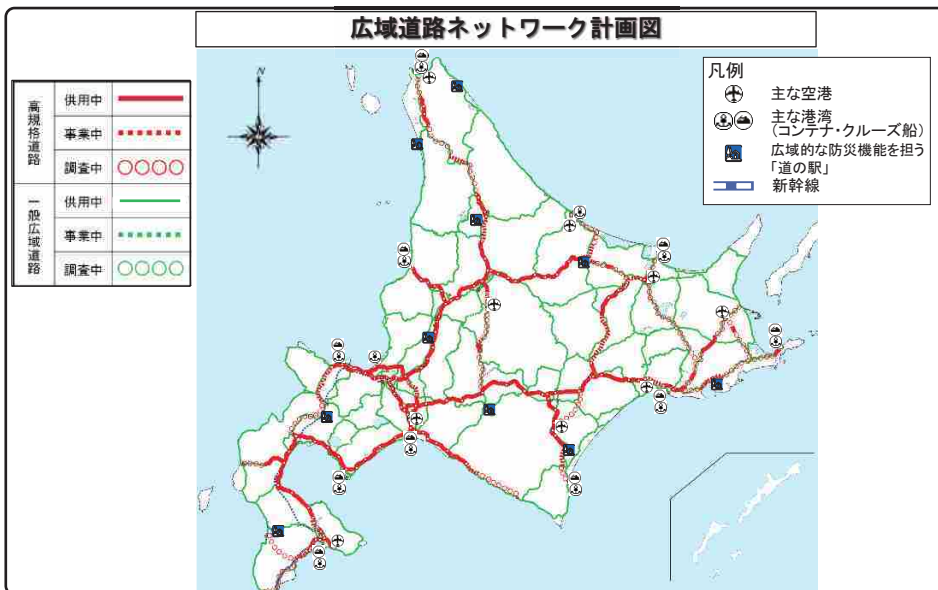 広域道路ネットワーク計画図
高規格道路
供用中
事業中
調査中
一般広域道路
供用中
事業中
調査中
N
凡例
主な空港
主な港湾
(コンテナ・クルーズ船)
広域的な防災機能を担う
「道の駅」
新幹線